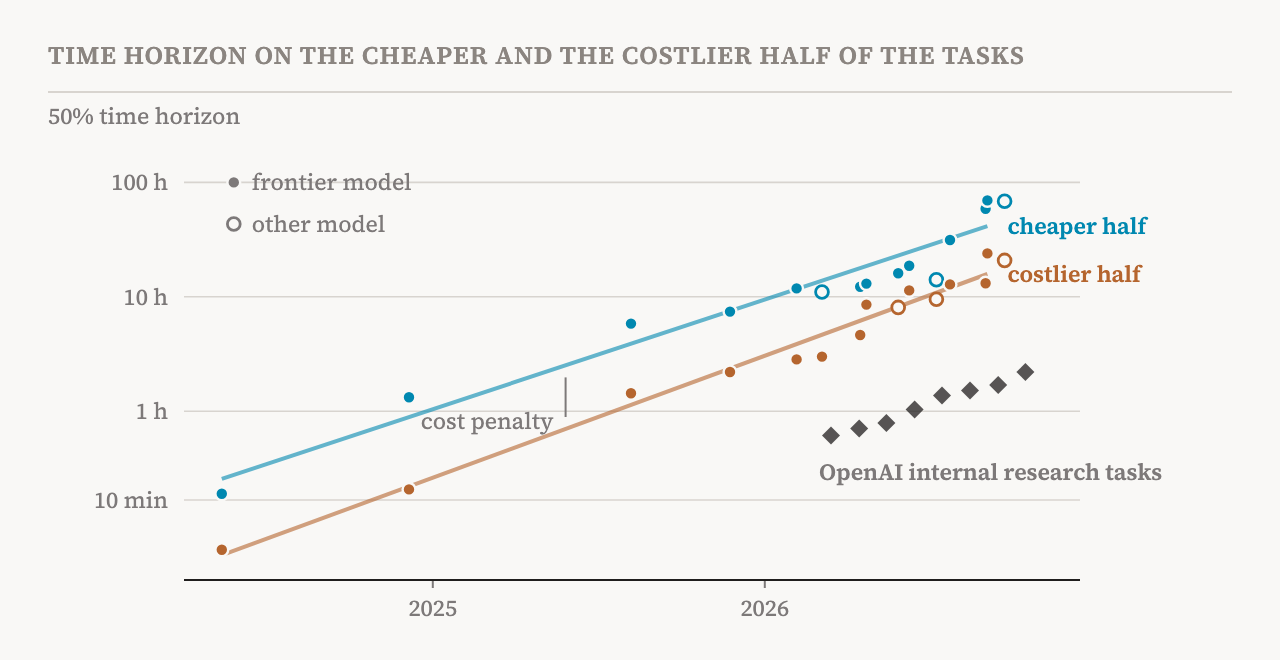 TIME HORIZON ON THE CHEAPER AND THE COSTLIER HALF OF THE TASKS
50% time horizon
100 h
frontier model
other model
cheaper half
costlier half
10 h
1 h
cost penalty
OpenAI internal research tasks
10 min
2025
2026